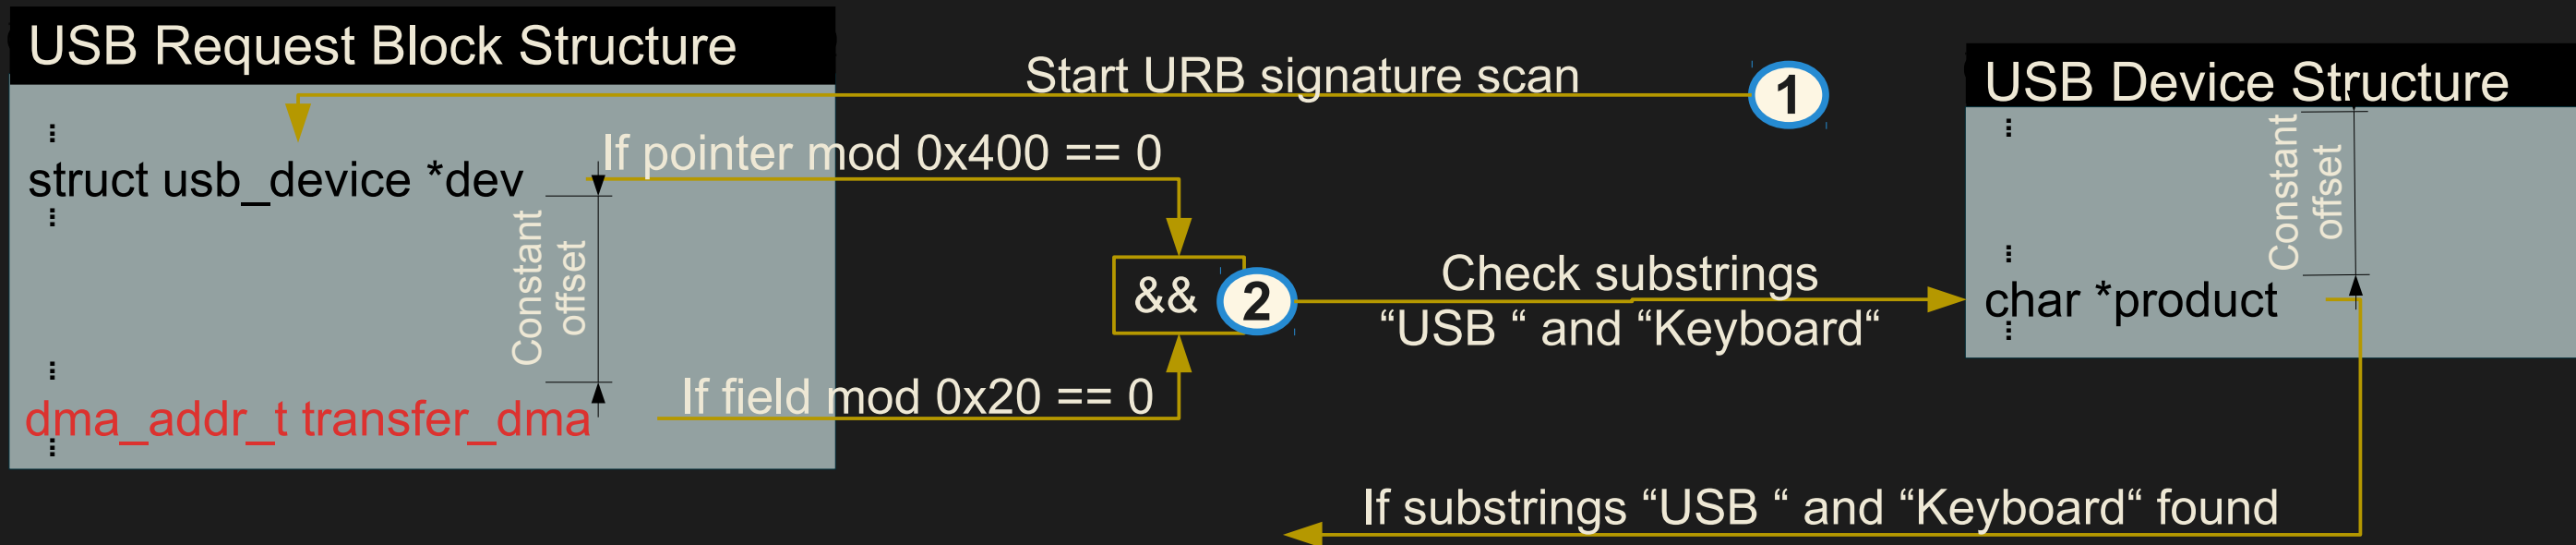 USB Request Block Structure
⋮
struct usb_device *dev
⋮
Constant
offset
⋮
dma_addr_t transfer_dma
⋮
Start URB signature scan
1
If pointer mod 0x400 == 0
&&
2
If field mod 0x20 == 0
Check substrings
“USB “ and “Keyboard“
USB Device Structure
⋮
Constant
offset
⋮
char *product
⋮
If substrings “USB “ and “Keyboard“ found